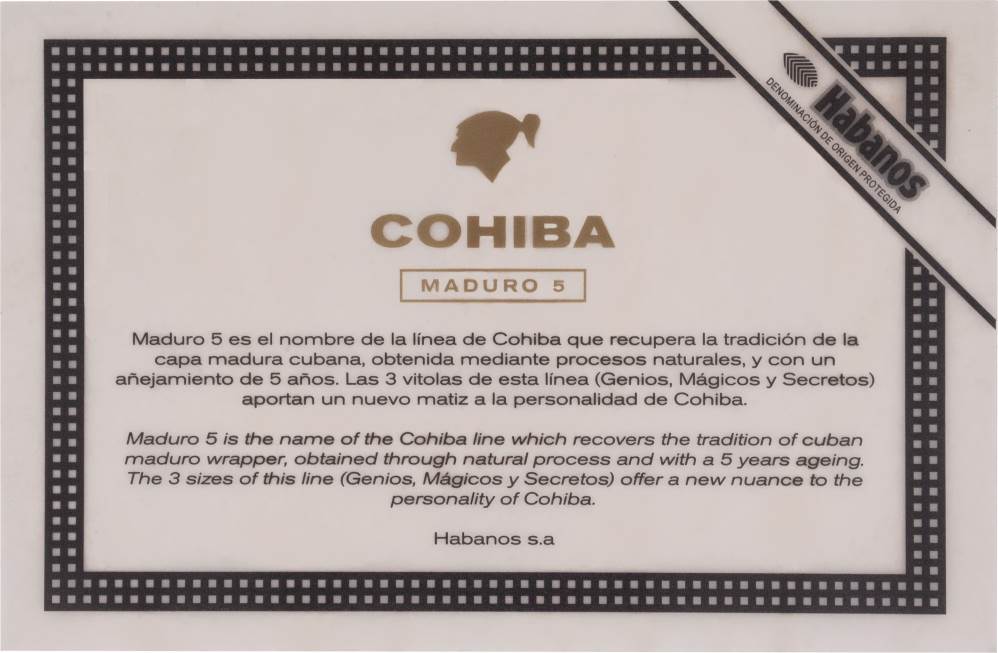 Habanos
DENOMINACIÓN DE ORIGEN PROTEGIDA
COHIBA
MADURO 5
Maduro 5 es el nombre de la línea de Cohiba que recupera la tradición de la
capa madura cubana, obtenida mediante procesos naturales, y con un
añejamiento de 5 años. Las 3 vitolas de esta línea (Genios, Mágicos y Secretos)
aportan un nuevo matiz a la personalidad de Cohiba.
Maduro 5 is the name of the Cohiba line which recovers the tradition of cuban
maduro wrapper, obtained through natural process and with a 5 years ageing.
The 3 sizes of this line (Genios, Mágicos y Secretos) offer a new nuance to the
personality of Cohiba.
Habanos s.a